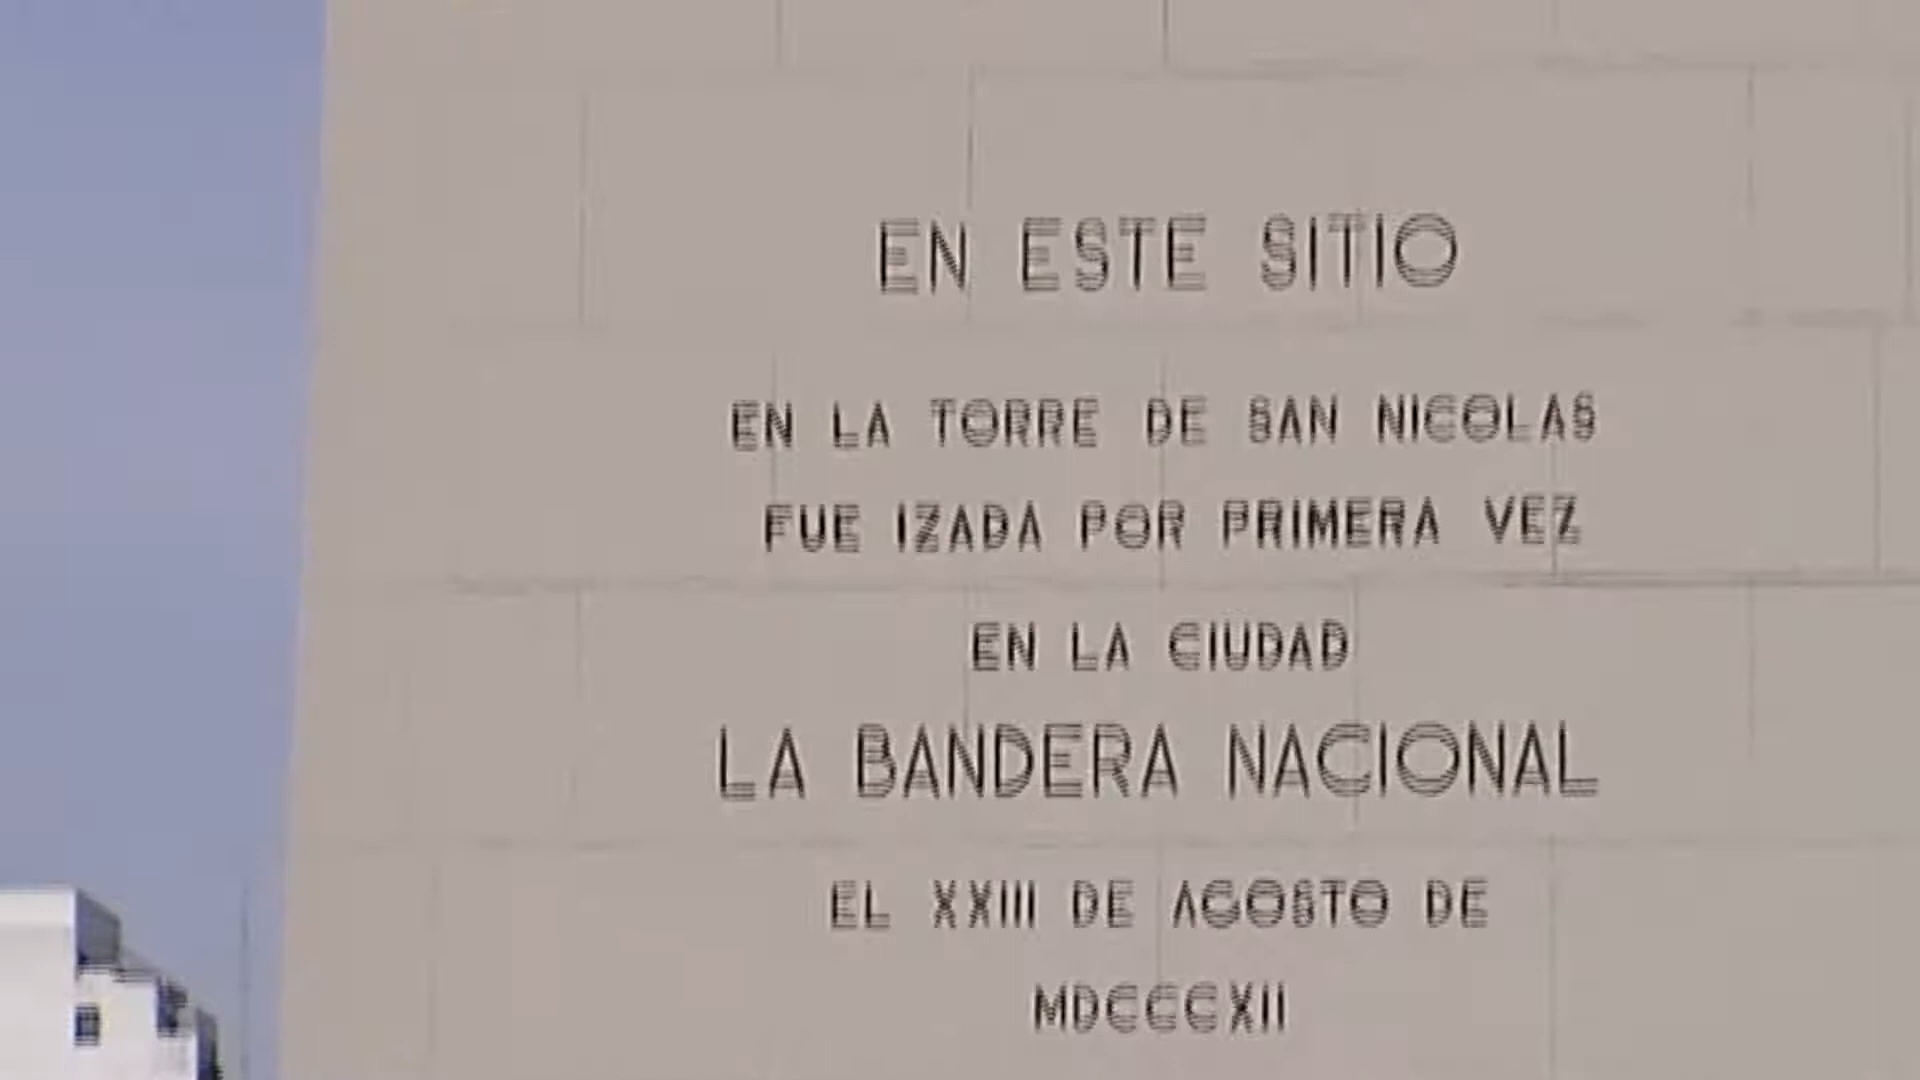 EN ESTE SITIO
EN LA TORRE DE SAN NICOLAS
FUE IZADA POR PRIMERA VEZ
EN LA CIUDAD
LA BANDERA NACIONAL
EL XXIII DE AGOSTO DE
MDCCCXII